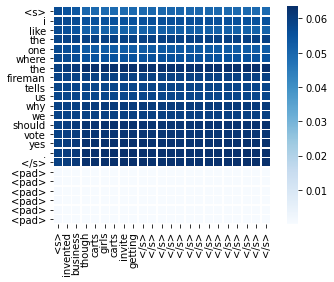 <s>
i
like
the
one
where
the
fireman
tells
us
why
we
should
vote
yes
.
</s>
<pad>
<pad>
<pad>
<pad>
<pad>
<pad>
<s>
invented
business
though
carts
girls
carts
invite
getting
</s>
</s>
</s>
</s>
</s>
</s>
</s>
</s>
</s>
</s>
</s>
</s>
</s>
</s>
0.06
0.05
0.04
0.03
0.02
0.01